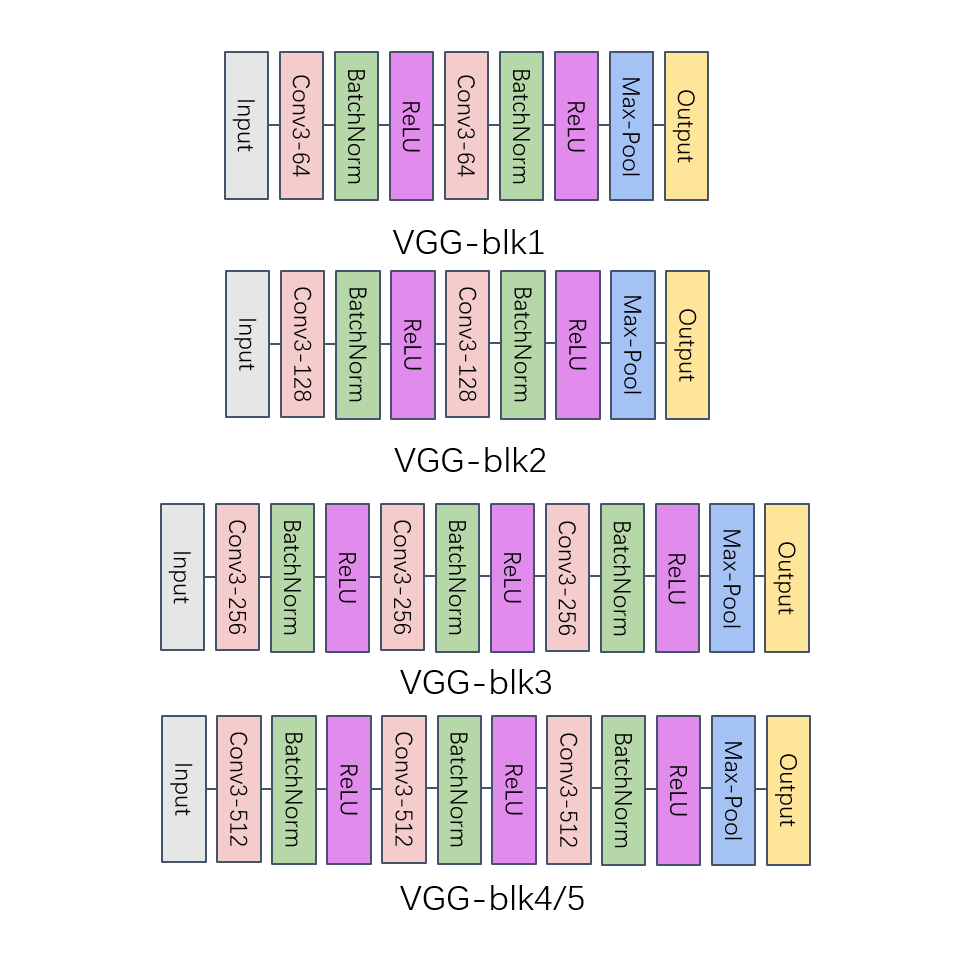 Input
Conv3-64
BatchNorm
ReLU
Conv3-64
BatchNorm
ReLU
Max-Pool
Output
VGG-blk1
Input
Conv3-128
BatchNorm
ReLU
Conv3-128
BatchNorm
ReLU
Max-Pool
Output
VGG-blk2
Input
Conv3-256
BatchNorm
ReLU
Conv3-256
BatchNorm
ReLU
Conv3-256
BatchNorm
ReLU
Max-Pool
Output
VGG-blk3
Input
Conv3-512
BatchNorm
ReLU
Conv3-512
BatchNorm
ReLU
Conv3-512
BatchNorm
ReLU
Max-Pool
Output
VGG-blk4/5